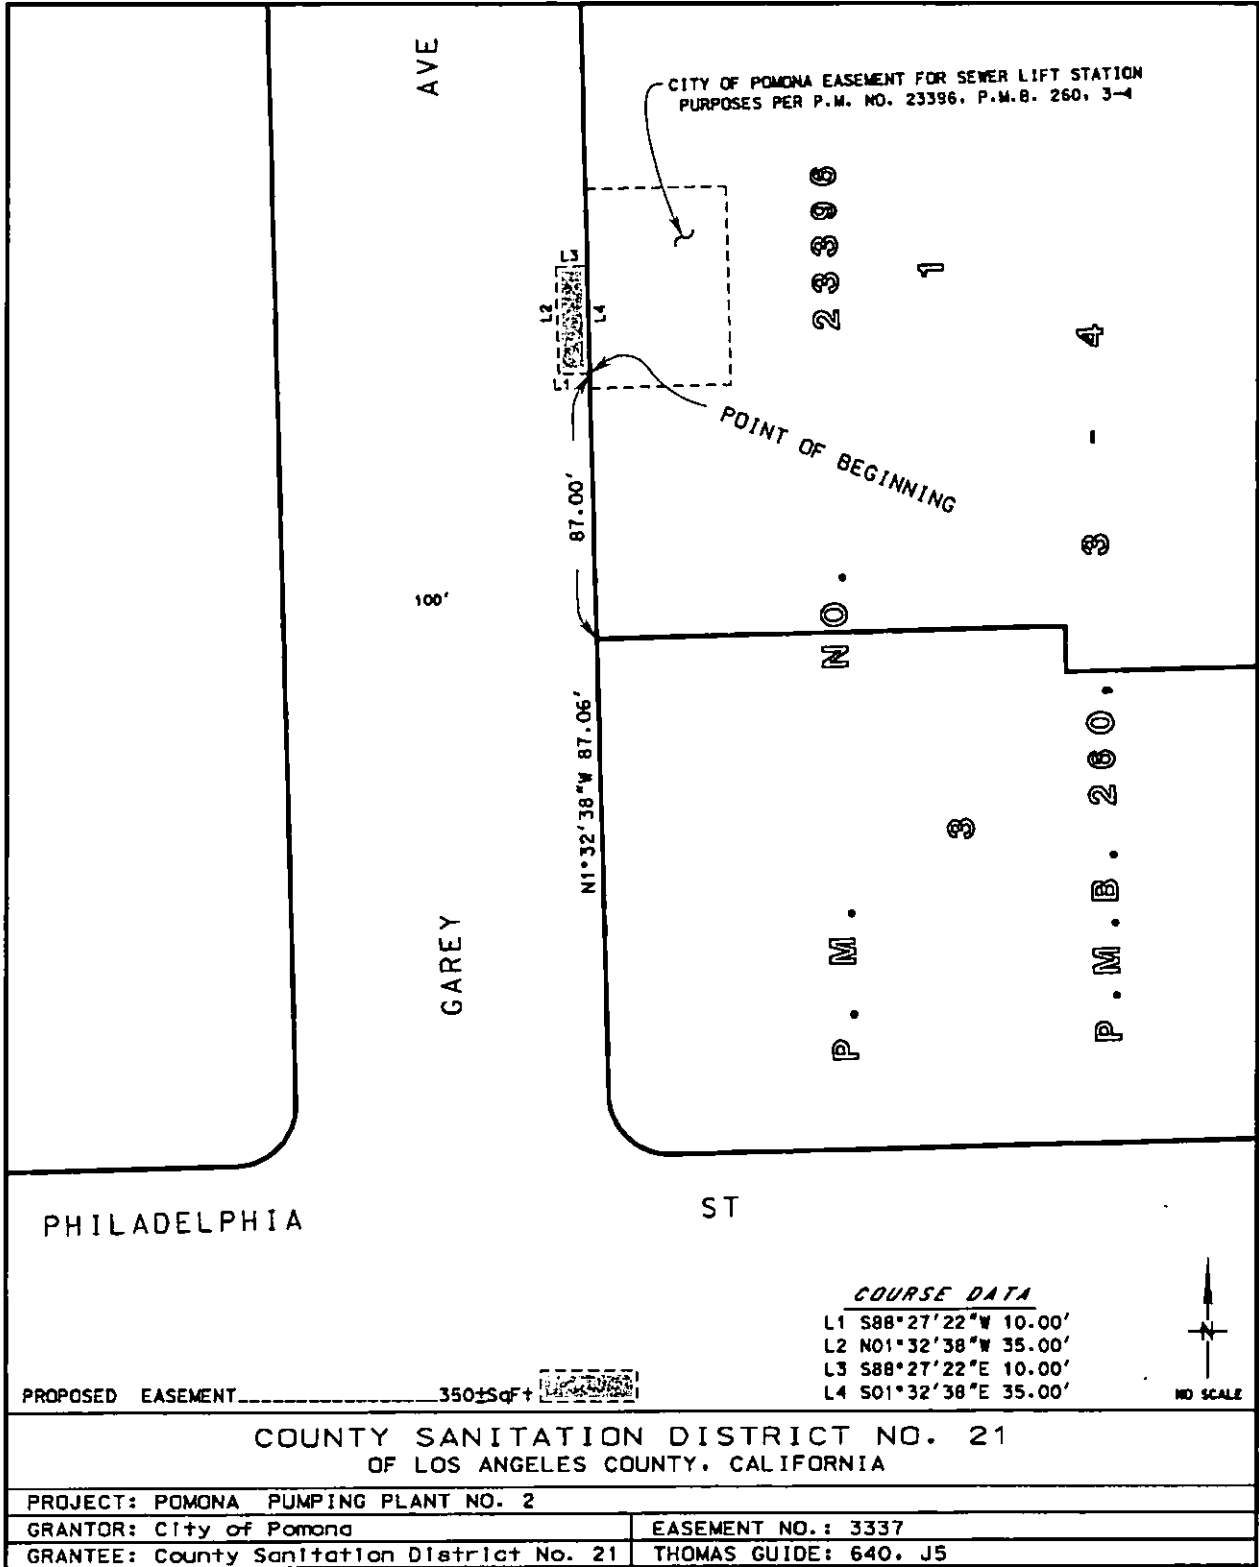 AVE
CITY OF POMONA EASEMENT FOR SEWER LIFT STATION
PURPOSES PER P.M. NO. 23396, P.M.B. 260, 3-4
L3
L2
L4
L1
POINT OF BEGINNING
87.00'
100'
N1°32'38"W 87.06'
GAREY
P. M. NO. 23396
1
3
P.M.B. 260, 3-4
PHILADELPHIA ST
COURSE DATA
L1 S88°27'22"W 10.00'
L2 N01°32'38"W 35.00'
L3 S88°27'22"E 10.00'
L4 S01°32'38"E 35.00'
N
NO SCALE
PROPOSED EASEMENT__________________350±SqFt
COUNTY SANITATION DISTRICT NO. 21
OF LOS ANGELES COUNTY, CALIFORNIA
PROJECT: POMONA PUMPING PLANT NO. 2
GRANTOR: City of Pomona
EASEMENT NO.: 3337
GRANTEE: County Sanitation District No. 21
THOMAS GUIDE: 640, J5